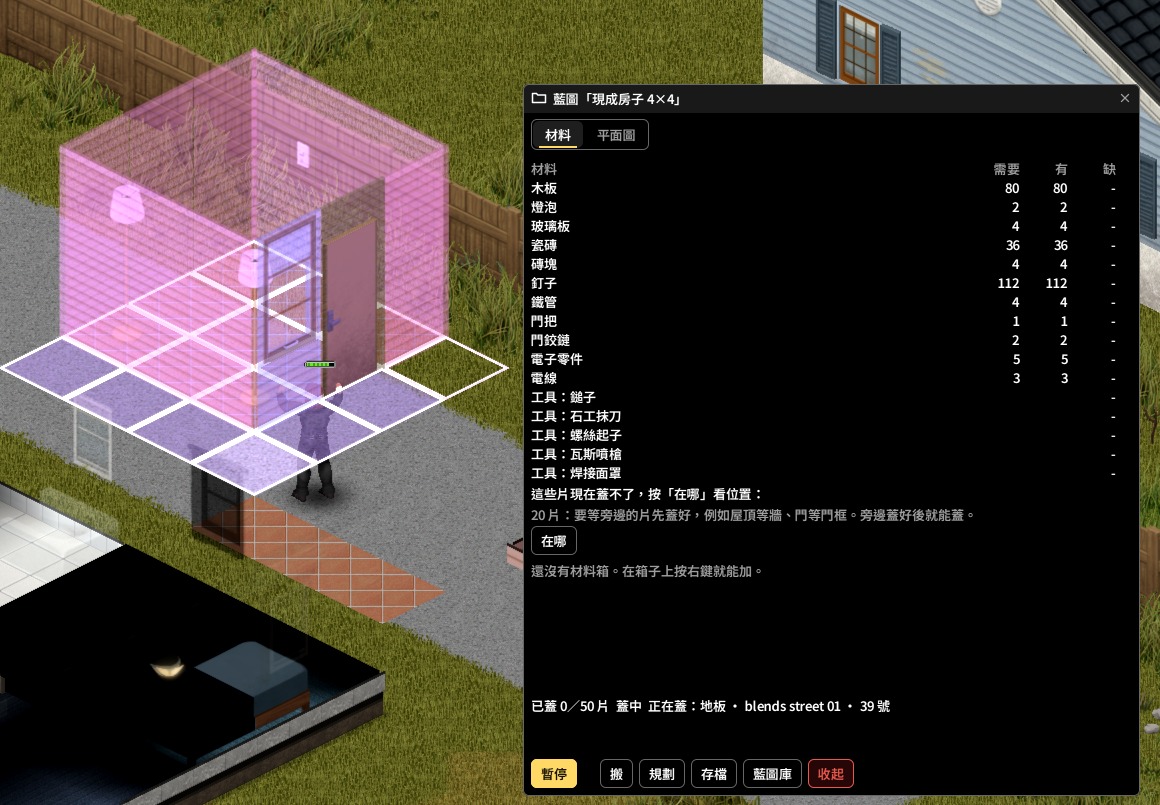 藍圖「現成房子 4×4」
材料 平面圖
材料 需要 有 缺
木板 80 80 -
燈泡 2 2 -
玻璃板 4 4 -
瓷磚 36 36 -
磚塊 4 4 -
釘子 112 112 -
鐵管 4 4 -
門把 1 1 -
門鉸鏈 2 2 -
電子零件 5 5 -
電線 3 3 -
工具：鎚子 -
工具：石工抹刀 -
工具：螺絲起子 -
工具：瓦斯噴槍 -
工具：焊接面罩 -
這些片現在蓋不了，按「在哪」看位置：
20 片：要等旁邊的片先蓋好，例如屋頂等牆、門等門框。旁邊蓋好後就能蓋。
在哪
還沒有材料箱。在箱子上按右鍵就能加。
已蓋 0／50 片 蓋中 正在蓋：地板 · blends street 01 · 39 號
暫停 搬 規劃 存檔 藍圖庫 收起